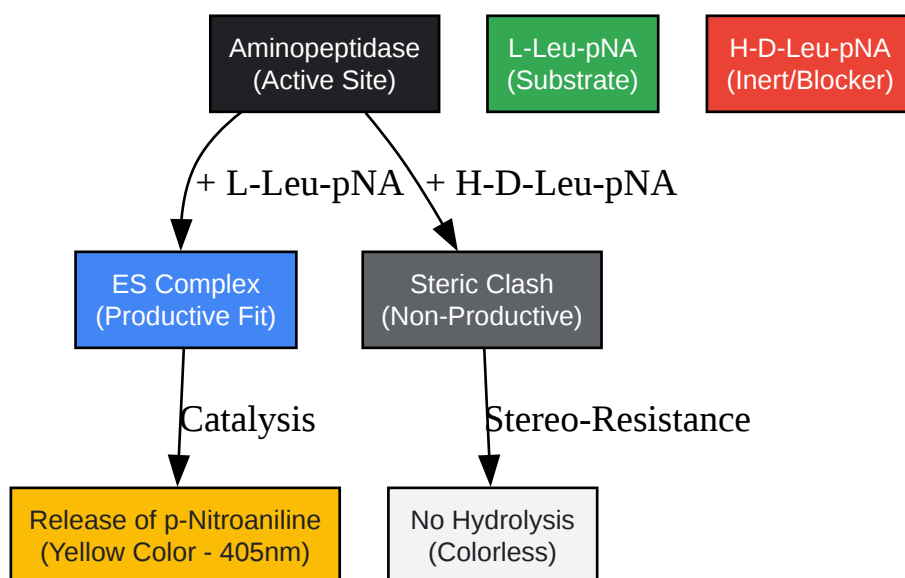 Aminopeptidase
(Active Site)
L-Leu-pNA
(Substrate)
H-D-Leu-pNA
(Inert/Blocker)
+ L-Leu-pNA
+ H-D-Leu-pNA
ES Complex
(Productive Fit)
Steric Clash
(Non-Productive)
Catalysis
Stereo-Resistance
Release of p-Nitroaniline
(Yellow Color - 405nm)
No Hydrolysis
(Colorless)